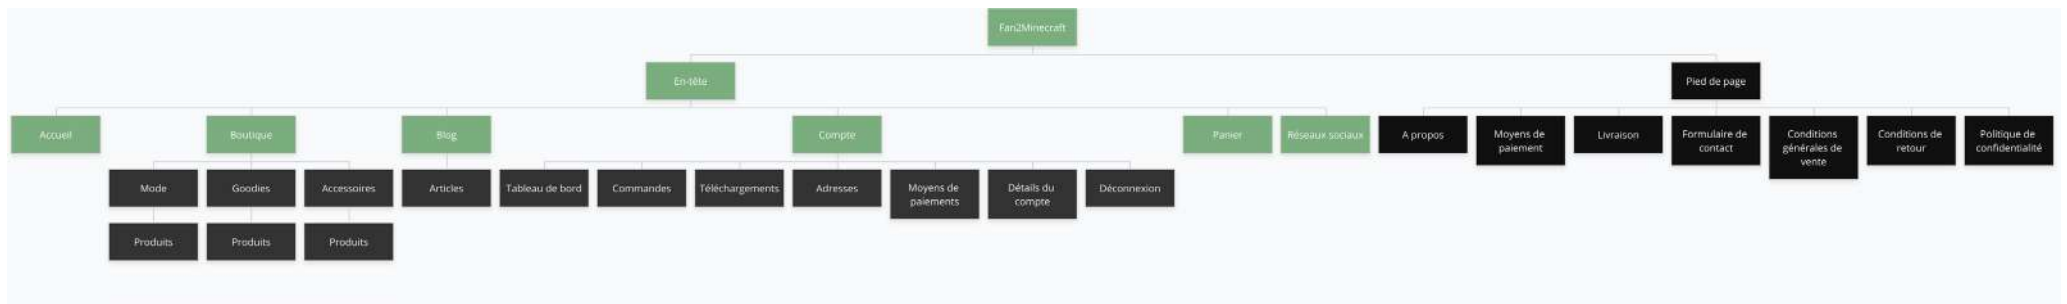 Fan2Minecraft
En-tête
Pied de page
Accueil
Boutique
Blog
Compte
Panier
Réseaux sociaux
A propos
Moyens de
paiement
Livraison
Formulaire de
contact
Conditions
générales de
vente
Conditions de
retour
Politique de
confidentialité
Mode
Goodies
Accessoires
Articles
Tableau de bord
Commandes
Téléchargements
Adresses
Moyens de
paiements
Détails du
compte
Déconnexion
Produits
Produits
Produits